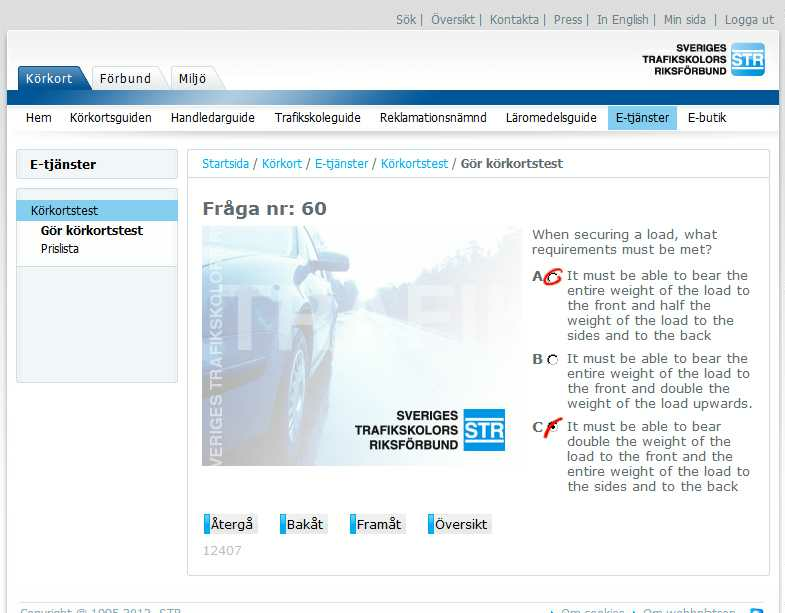 Sök | Översikt | Kontakta | Press | In English | Min sida | Logga ut
SVERIGES
TRAFIKSKOLORS
RIKSFÖRBUND
STR
Körkort Förbund Miljö
Hem Körkortsguiden Handledarguide Trafikskoleguide Reklamationsnämnd Läromedelsguide E-tjänster E-butik
E-tjänster
Körkortstest
Gör körkortstest
Prislista
Startsida / Körkort / E-tjänster / Körkortstest / Gör körkortstest
Fråga nr: 60
SVERIGES TRAFIKSKOLOR
TRAFIK
SVERIGES
TRAFIKSKOLORS
RIKSFÖRBUND
STR
When securing a load, what
requirements must be met?
A It must be able to bear the
entire weight of the load to
the front and half the
weight of the load to the
sides and to the back
B It must be able to bear the
entire weight of the load to
the front and double the
weight of the load upwards.
C It must be able to bear
double the weight of the
load to the front and the
entire weight of the load to
the sides and to the back
Återgå Bakåt Framåt Översikt
12407
Copyright © 1995-2012, STR Om cookies Om webbplatsen